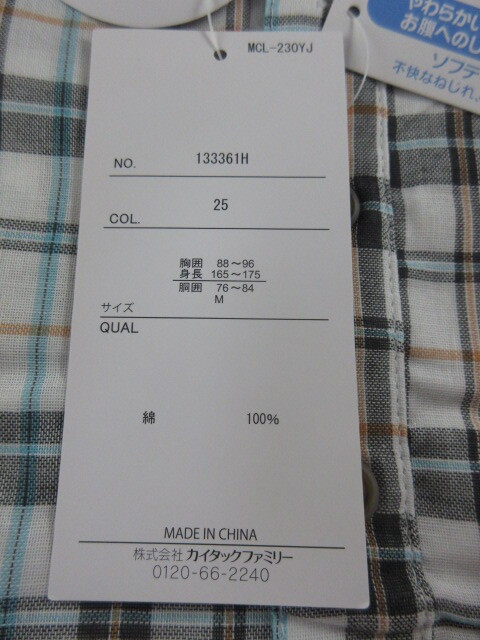 MCL-230YJ
やわらかい
お腹へのし
ソフテ
不快なねじれ
NO. 133361H
COL. 25
胸囲 88〜96
身長 165〜175
胴囲 76〜84
M
サイズ
QUAL
綿 100%
MADE IN CHINA
株式会社 カイタックファミリー
0120-66-2240